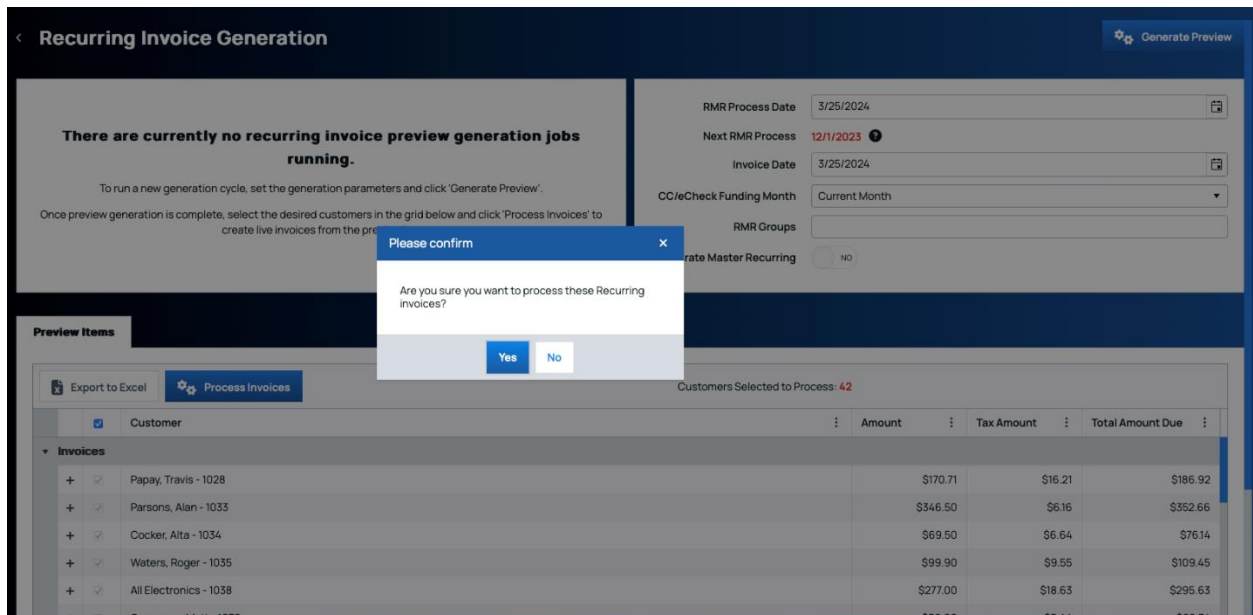 Recurring Invoice Generation
Generate Preview
There are currently no recurring invoice preview generation jobs
running.
To run a new generation cycle, set the generation parameters and click 'Generate Preview'.
Once preview generation is complete, select the desired customers in the grid below and click 'Process Invoices' to
create live invoices from the pre
RMR Process Date 3/25/2024
Next RMR Process 12/1/2023 ?
Invoice Date 3/25/2024
CC/eCheck Funding Month Current Month
RMR Groups
rate Master Recurring NO
Please confirm ×
Are you sure you want to process these Recurring
invoices?
Yes No
Preview Items
Export to Excel Process Invoices Customers Selected to Process: 42
Customer Amount Tax Amount Total Amount Due
Invoices
+ Papay, Travis - 1028 $170.71 $16.21 $186.92
+ Parsons, Alan - 1033 $346.50 $6.16 $352.66
+ Cocker, Alta - 1034 $69.50 $6.64 $76.14
+ Waters, Roger - 1035 $99.90 $9.55 $109.45
+ All Electronics - 1038 $277.00 $18.63 $295.63